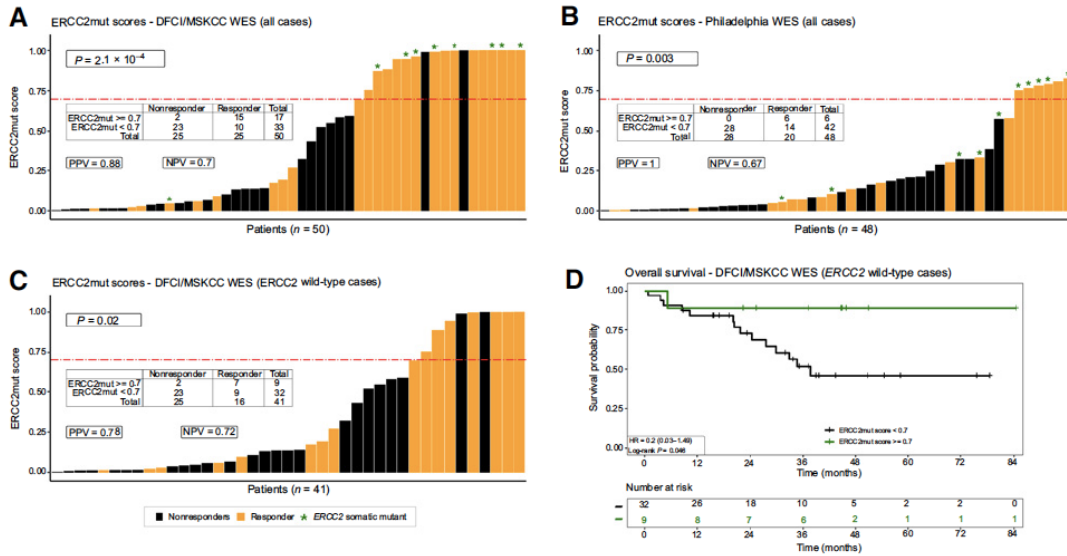 A
ERCC2mut scores - DFCI/MSKCC WES (all cases)
P = 2.1 × 10⁻⁴
ERCC2mut score
1.00
0.75
0.50
0.25
0.00
Nonresponder Responder Total
ERCC2mut >= 0.7 2 15 17
ERCC2mut < 0.7 23 10 33
Total 25 25 50
PPV = 0.88 NPV = 0.7
Patients (n = 50)
B
ERCC2mut scores - Philadelphia WES (all cases)
P = 0.003
ERCC2mut score
1.00
0.75
0.50
0.25
0.00
Nonresponder Responder Total
ERCC2mut >= 0.7 0 6 6
ERCC2mut < 0.7 28 14 42
Total 28 20 48
PPV = 1 NPV = 0.67
Patients (n = 48)
C
ERCC2mut scores - DFCI/MSKCC WES (ERCC2 wild-type cases)
P = 0.02
ERCC2mut score
1.00
0.75
0.50
0.25
0.00
Nonresponder Responder Total
ERCC2mut >= 0.7 2 7 9
ERCC2mut < 0.7 23 9 32
Total 25 16 41
PPV = 0.78 NPV = 0.72
Patients (n = 41)
Nonresponders Responder * ERCC2 somatic mutant
D
Overall survival - DFCI/MSKCC WES (ERCC2 wild-type cases)
Survival probability
1.00
0.75
0.50
0.25
0.00
HR = 0.2 (0.03–1.49)
Log-rank P = 0.046
ERCC2mut score < 0.7
ERCC2mut score >= 0.7
0 12 24 36 48 60 72 84
Time (months)
Number at risk
32 26 18 10 5 2 2 0
9 8 7 6 2 1 1 1
0 12 24 36 48 60 72 84
Time (months)